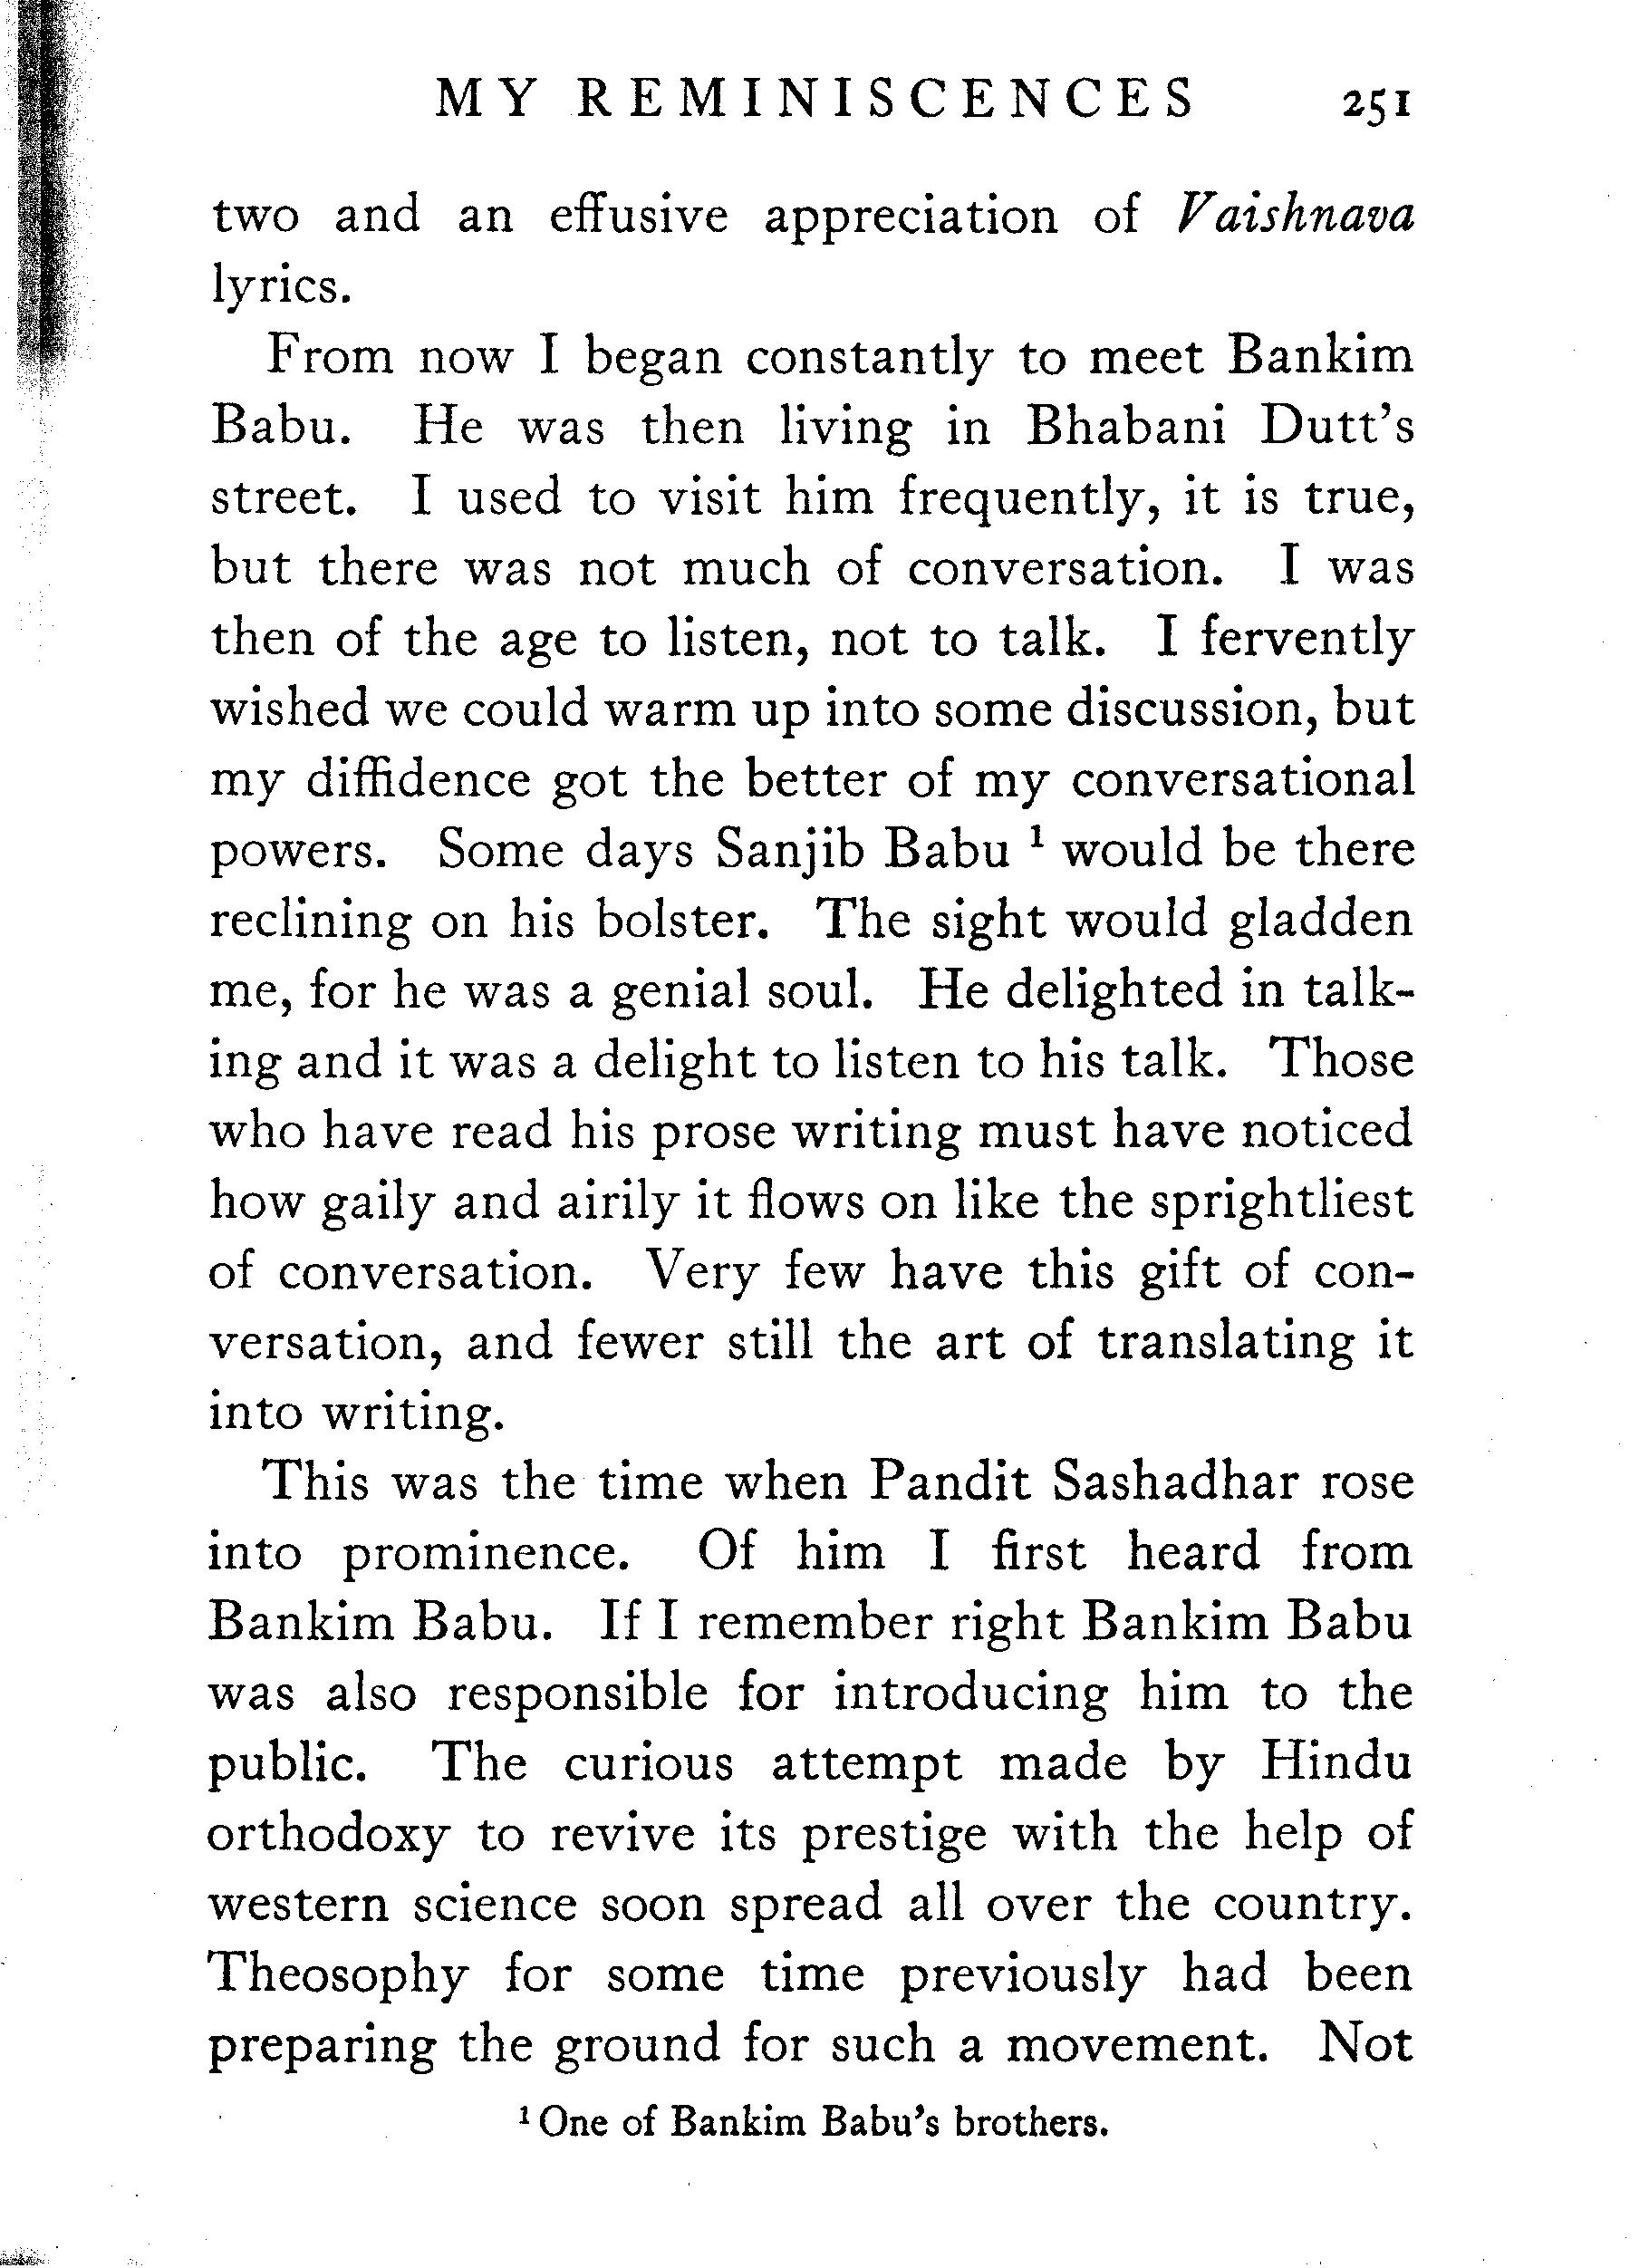 MY REMINISCENCES 251
two and an effusive appreciation of Vaishnava
lyrics.
From now I began constantly to meet Bankim
Babu. He was then living in Bhabani Dutt's
street. I used to visit him frequently, it is true,
but there was not much of conversation. I was
then of the age to listen, not to talk. I fervently
wished we could warm up into some discussion, but
my diffidence got the better of my conversational
powers. Some days Sanjib Babu ¹ would be there
reclining on his bolster. The sight would gladden
me, for he was a genial soul. He delighted in talk-
ing and it was a delight to listen to his talk. Those
who have read his prose writing must have noticed
how gaily and airily it flows on like the sprightliest
of conversation. Very few have this gift of con-
versation, and fewer still the art of translating it
into writing.
This was the time when Pandit Sashadhar rose
into prominence. Of him I first heard from
Bankim Babu. If I remember right Bankim Babu
was also responsible for introducing him to the
public. The curious attempt made by Hindu
orthodoxy to revive its prestige with the help of
western science soon spread all over the country.
Theosophy for some time previously had been
preparing the ground for such a movement. Not
¹ One of Bankim Babu's brothers.